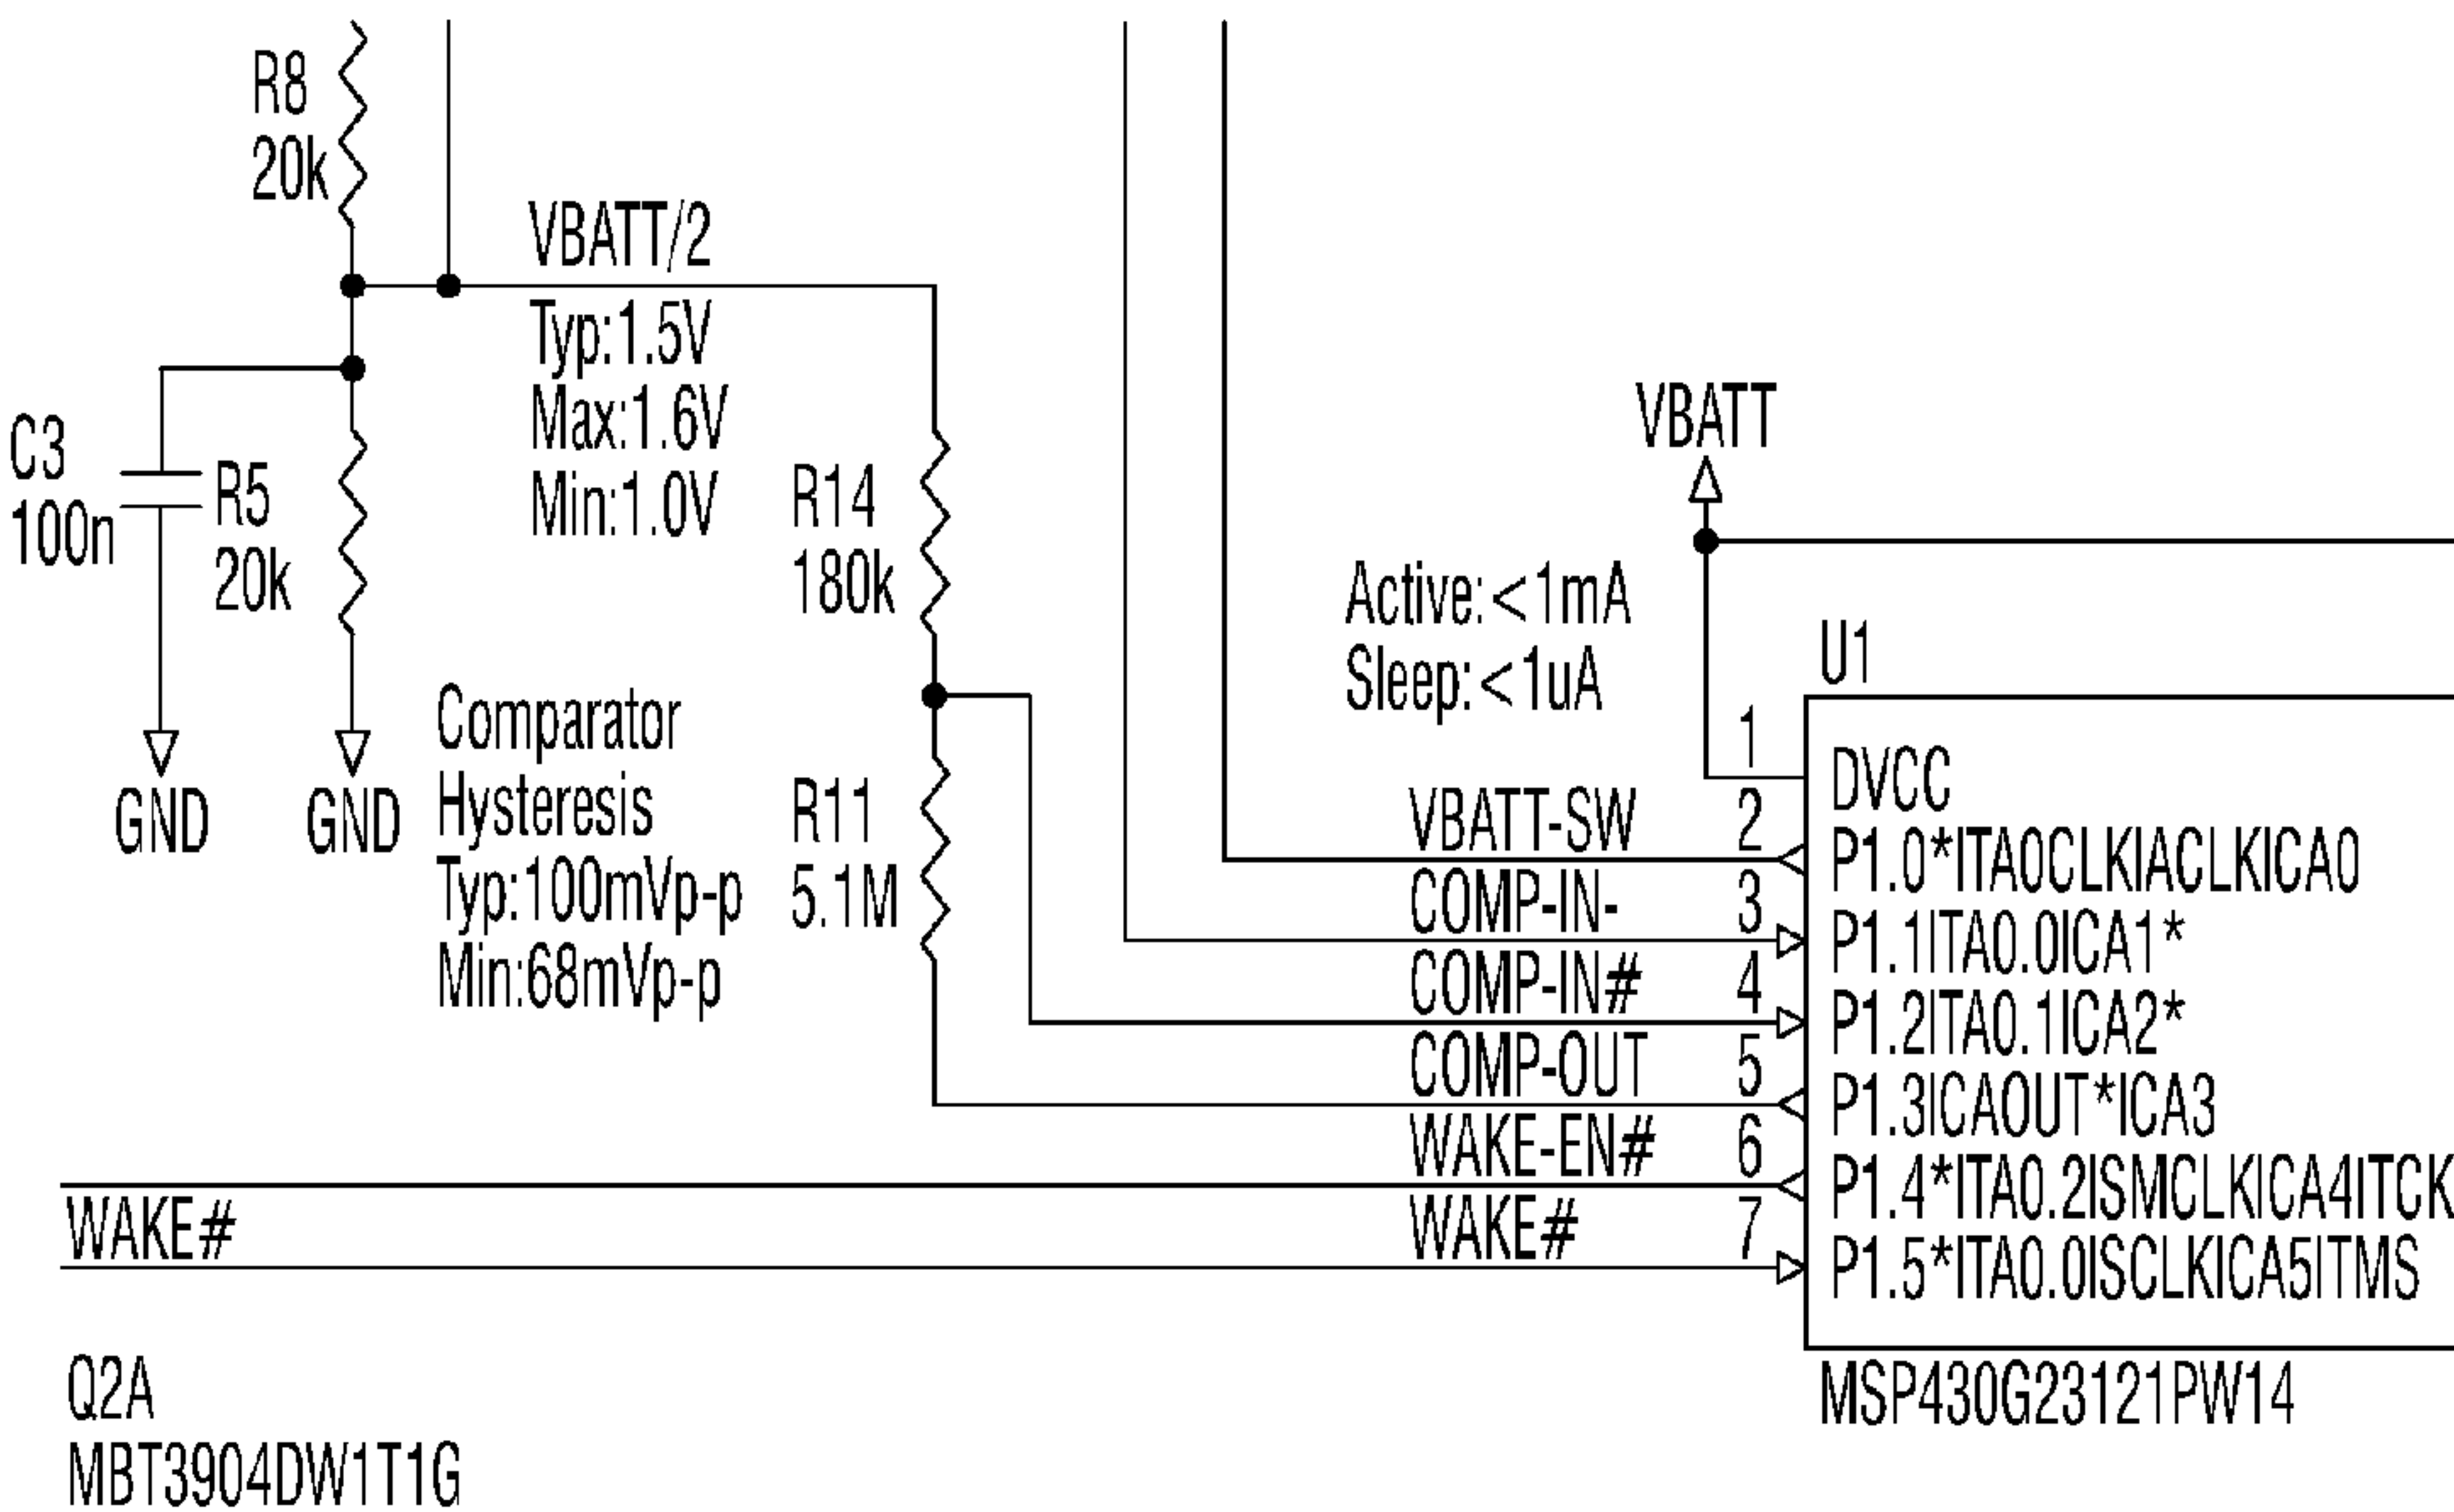 R8
20k
VBATT/2
Typ:1.5V
Max:1.6V
Min:1.0V
C3
100n
R5
20k
R14
180k
GND
GND
Comparator
Hysteresis
Typ:100mVp-p
Min:68mVp-p
R11
5.1M
VBATT
Active:<1mA
Sleep:<1uA
U1
1
DVCC
VBATT-SW
2
P1.0*ITA0CLKIACLKICA0
COMP-IN-
3
P1.1ITA0.0ICA1*
COMP-IN#
4
P1.2ITA0.1ICA2*
COMP-OUT
5
P1.3ICAOUT*ICA3
WAKE-EN#
6
P1.4*ITA0.2ISMCLKICA4ITCK
WAKE#
WAKE#
7
P1.5*ITA0.0ISCLKICA5ITMS
MSP430G23121PW14
Q2A
MBT3904DW1T1G